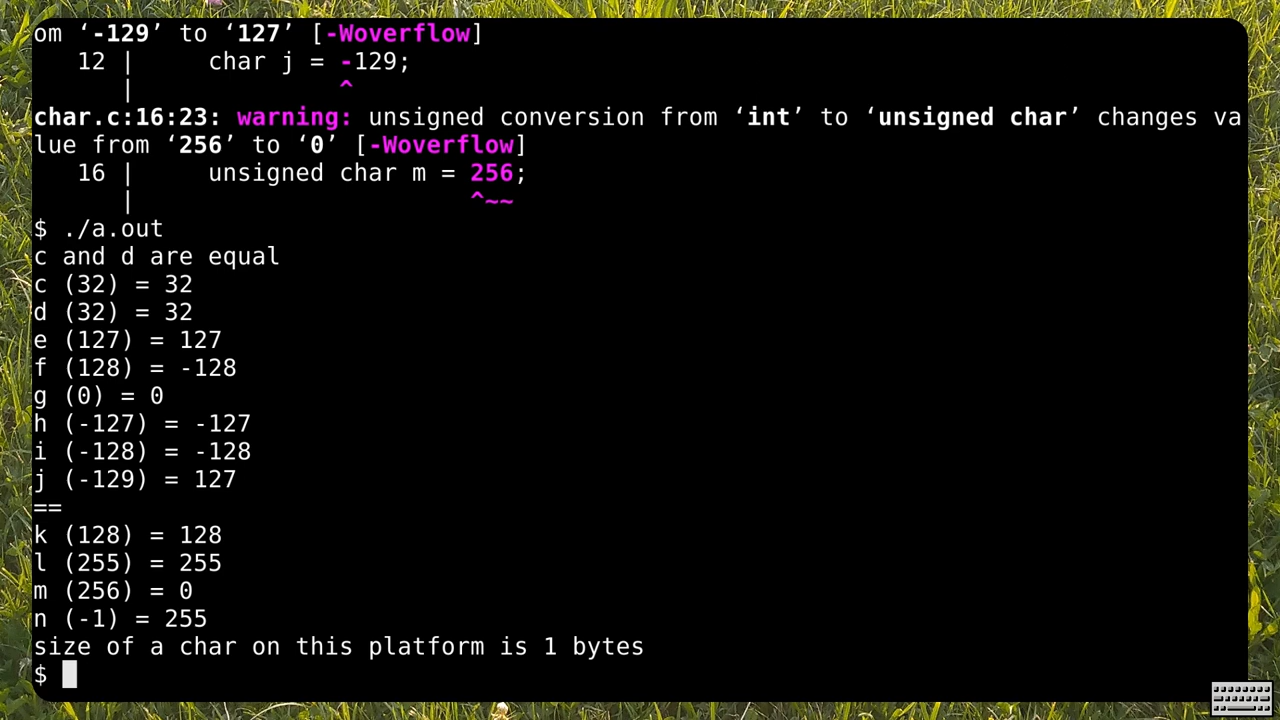 om ‘-129’ to ‘127’ [-Woverflow]
   12 |     char j = -129;
      |              ^
char.c:16:23: warning: unsigned conversion from ‘int’ to ‘unsigned char’ changes va
lue from ‘256’ to ‘0’ [-Woverflow]
   16 |     unsigned char m = 256;
      |                       ^~~
$ ./a.out
c and d are equal
c (32) = 32
d (32) = 32
e (127) = 127
f (128) = -128
g (0) = 0
h (-127) = -127
i (-128) = -128
j (-129) = 127
==
k (128) = 128
l (255) = 255
m (256) = 0
n (-1) = 255
size of a char on this platform is 1 bytes
$